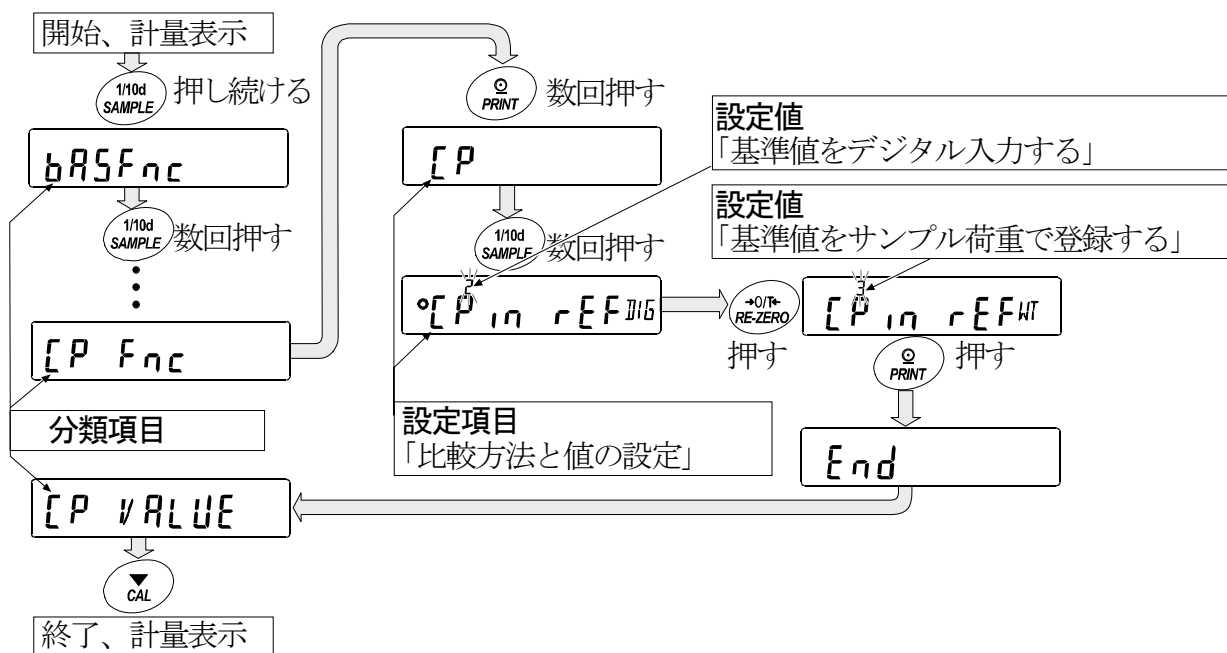 開始、計量表示
1/10d
SAMPLE
押し続ける
bASFnc
1/10d
SAMPLE
数回押す
CP Fnc
分類項目
CP VALUE
CAL
終了、計量表示
PRINT
数回押す
CP
1/10d
SAMPLE
数回押す
2
CP in rEF DIG
設定項目
「比較方法と値の設定」
設定値
「基準値をデジタル入力する」
設定値
「基準値をサンプル荷重で登録する」
→0/T←
RE-ZERO
押す
3
CP in rEF WT
PRINT
押す
End